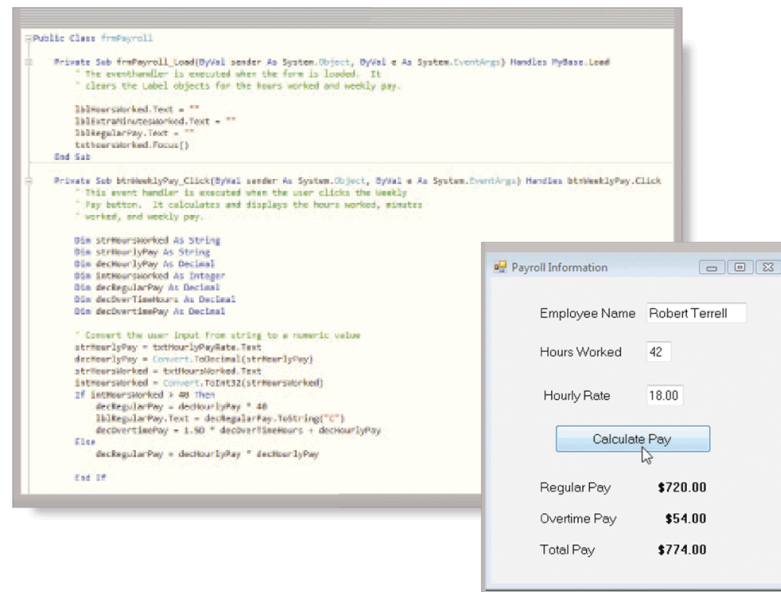 Public Class frmPayroll
Private Sub frmPayroll_Load(ByVal sender As System.Object, ByVal e As System.EventArgs) Handles MyBase.Load
' The eventhandler is executed when the form is loaded. It
' clears the Label objects for the hours worked and weekly pay.
lblHoursWorked.Text = ""
lblExtraMinutesWorked.Text = ""
lblRegularPay.Text = ""
txtHoursWorked.Focus()
End Sub
Private Sub btnWeeklyPay_Click(ByVal sender As System.Object, ByVal e As System.EventArgs) Handles btnWeeklyPay.Click
' This event handler is executed when the user clicks the Weekly
' Pay button. It calculates and displays the hours worked, minutes
' worked, and weekly pay.
Dim strHoursWorked As String
Dim strHourlyPay As String
Dim decHourlyPay As Decimal
Dim intHoursWorked As Integer
Dim decRegularPay As Decimal
Dim decOverTimeHours As Decimal
Dim decOvertimePay As Decimal
' Convert the user input from string to a numeric value
strHourlyPay = txtHourlyPayRate.Text
decHourlyPay = Convert.ToDecimal(strHourlyPay)
strHoursWorked = txtHoursWorked.Text
intHoursWorked = Convert.ToInt32(strHoursWorked)
If intHoursWorked > 40 Then
decRegularPay = decHourlyPay * 40
lblRegularPay.Text = decRegularPay.ToString("C")
decOvertimePay = 1.50 * decOverTimeHours + decHourlyPay
Else
decRegularPay = decHourlyPay * decHourlyPay
End If
Payroll Information
Employee Name Robert Terrell
Hours Worked 42
Hourly Rate 18.00
Calculate Pay
Regular Pay $720.00
Overtime Pay $54.00
Total Pay $774.00